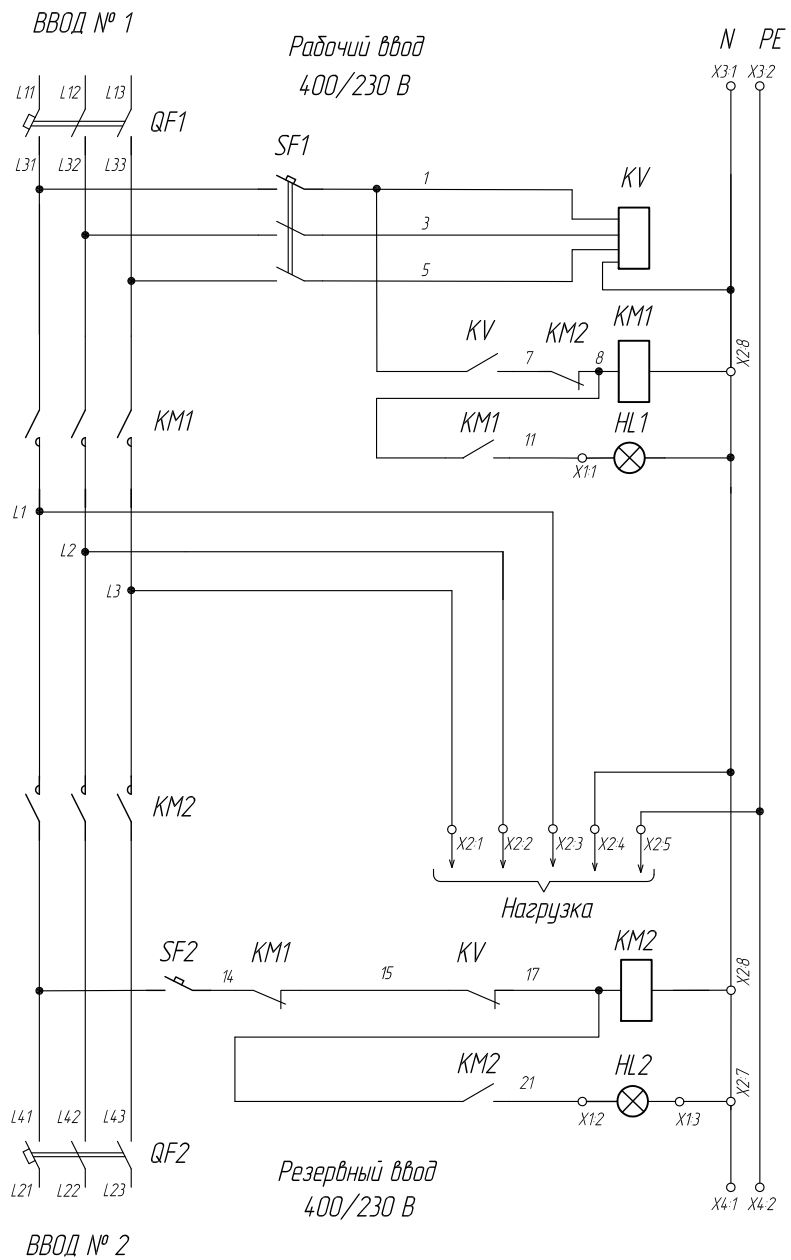 ВВОД № 1
Рабочий ввод
400/230 В
N PE
X3:1 X3:2
L11 L12 L13
QF1
L31 L32 L33
SF1
1
KV
3
5
KM1
KV
KM2
7
8
X2:8
KM1
KM1
11
HL1
X1:1
L1
L2
L3
KM2
X2:1 X2:2 X2:3 X2:4 X2:5
Нагрузка
SF2
14
KM1
15
KV
17
KM2
X2:8
KM2
21
HL2
X2:7
X1:2
X1:3
L41 L42 L43
QF2
L21 L22 L23
Резервный ввод
400/230 В
X4:1 X4:2
ВВОД № 2